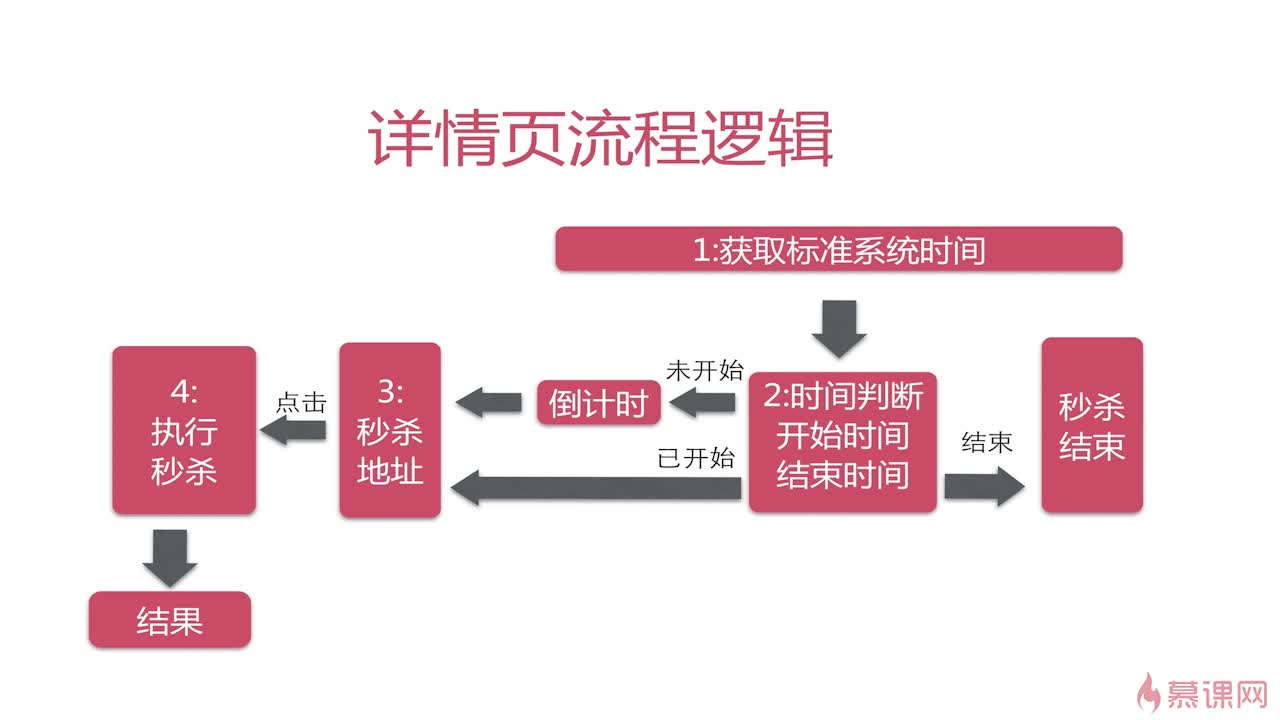 详情页流程逻辑
1:获取标准系统时间
2:时间判断
开始时间
结束时间
未开始
倒计时
已开始
结束
秒杀
结束
3:
秒杀
地址
点击
4:
执行
秒杀
结果
慕课网